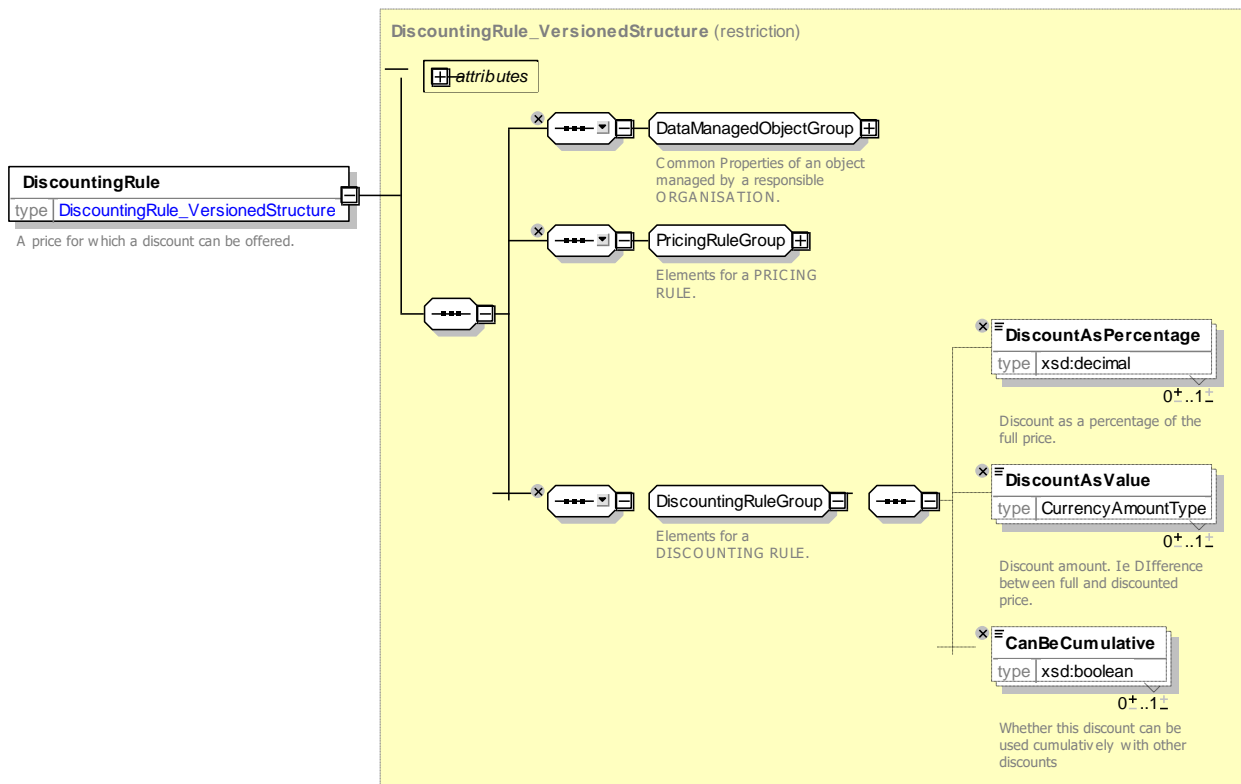 DiscountingRule_VersionedStructure (restriction)
attributes
DataManagedObjectGroup
Common Properties of an object
managed by a responsible
ORGANISATION.
DiscountingRule
type DiscountingRule_VersionedStructure
A price for which a discount can be offered.
PricingRuleGroup
Elements for a PRICING
RULE.
DiscountAsPercentage
type xsd:decimal
0..1
Discount as a percentage of the
full price.
DiscountingRuleGroup
Elements for a
DISCOUNTING RULE.
DiscountAsValue
type CurrencyAmountType
0..1
Discount amount. Ie DIfference
between full and discounted
price.
CanBeCumulative
type xsd:boolean
0..1
Whether this discount can be
used cumulatively with other
discounts